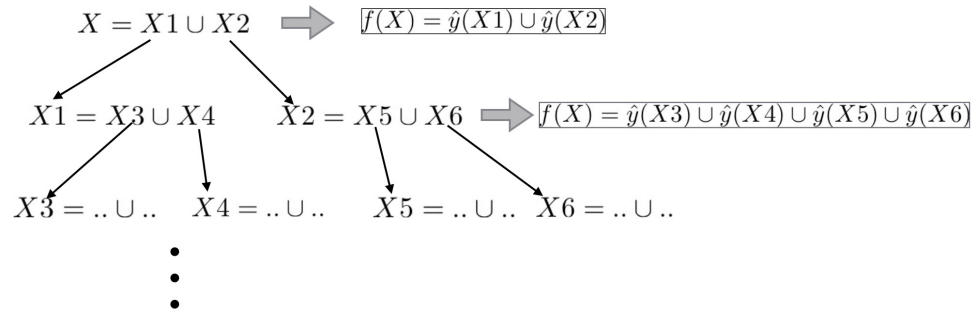 X = X1 ∪ X2 f(X) = ŷ(X1) ∪ ŷ(X2)
X1 = X3 ∪ X4 X2 = X5 ∪ X6 f(X) = ŷ(X3) ∪ ŷ(X4) ∪ ŷ(X5) ∪ ŷ(X6)
X3 = .. ∪ .. X4 = .. ∪ .. X5 = .. ∪ .. X6 = .. ∪ ..